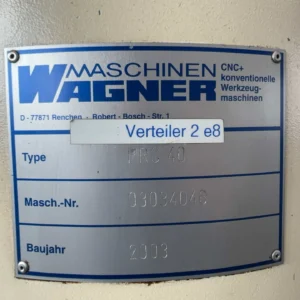 MASCHINEN
WAGNER
CNC+
konventionelle
Werkzeug-
maschinen
D - 77871 Renchen - Robert - Bosch - Str. 1
Verteiler 2 e8
Type
Masch.-Nr.
Baujahr 2003